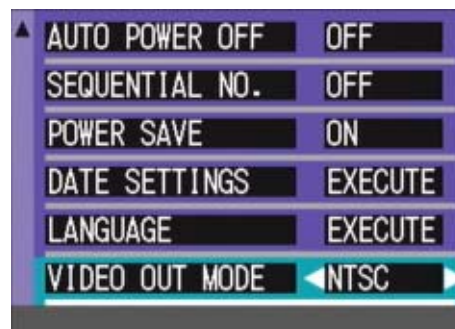 AUTO POWER OFF OFF
SEQUENTIAL NO. OFF
POWER SAVE ON
DATE SETTINGS EXECUTE
LANGUAGE EXECUTE
VIDEO OUT MODE NTSC